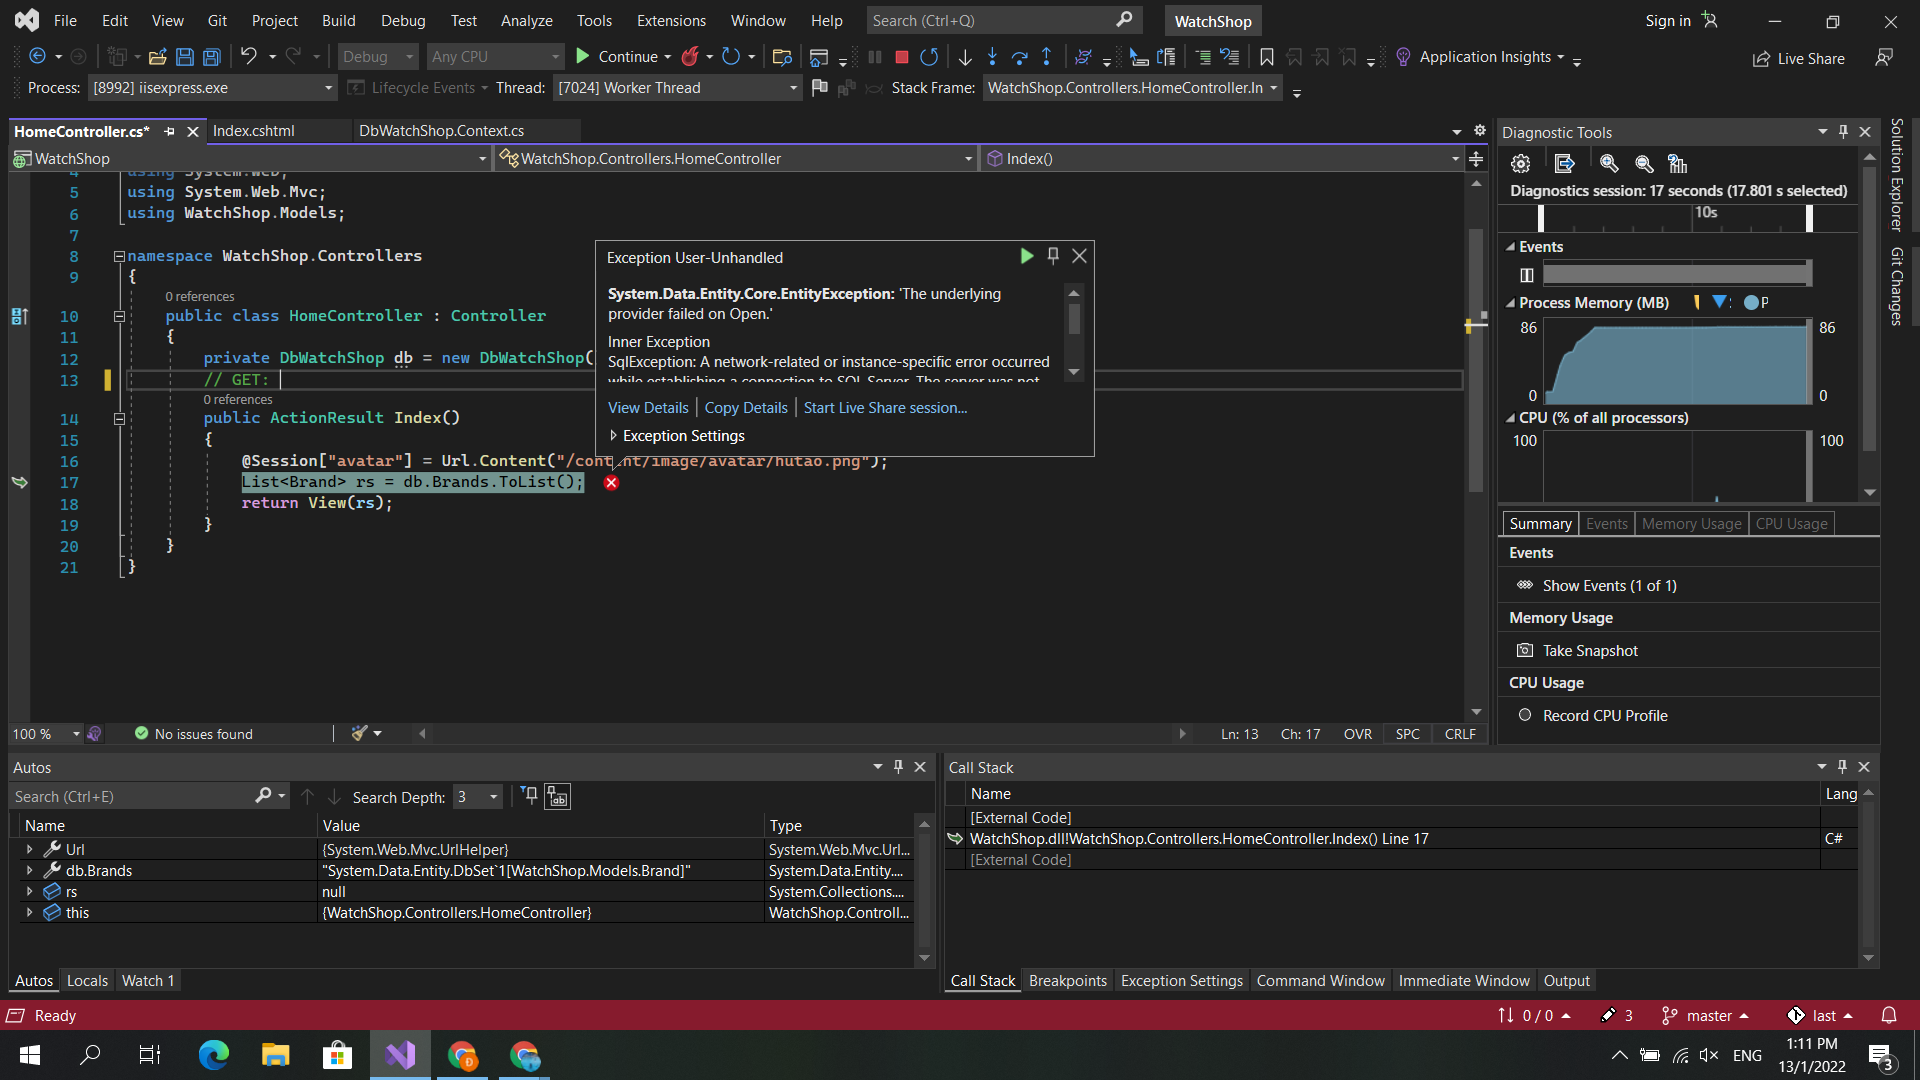 File Edit View Git Project Build Debug Test Analyze Tools Extensions Window Help Search (Ctrl+Q) WatchShop Sign in
Debug Any CPU Continue Application Insights Live Share
Process: [8992] iisexpress.exe Lifecycle Events Thread: [7024] Worker Thread Stack Frame: WatchShop.Controllers.HomeController.In
HomeController.cs* Index.cshtml DbWatchShop.Context.cs
WatchShop WatchShop.Controllers.HomeController Index()
4 using System.Web;
5 using System.Web.Mvc;
6 using WatchShop.Models;
7
8 namespace WatchShop.Controllers
9 {
0 references
10 public class HomeController : Controller
11 {
12 private DbWatchShop db = new DbWatchShop(
13 // GET:
0 references
14 public ActionResult Index()
15 {
16 @Session["avatar"] = Url.Content("/content/image/avatar/hutao.png");
17 List<Brand> rs = db.Brands.ToList();
18 return View(rs);
19 }
20 }
21 }
Exception User-Unhandled
System.Data.Entity.Core.EntityException: 'The underlying
provider failed on Open.'
Inner Exception
SqlException: A network-related or instance-specific error occurred
while establishing a connection to SQL Server. The server was not
View Details Copy Details Start Live Share session...
Exception Settings
100 % No issues found Ln: 13 Ch: 17 OVR SPC CRLF
Diagnostic Tools
Diagnostics session: 17 seconds (17.801 s selected)
10s
Events
Process Memory (MB) P
86 86
0 0
CPU (% of all processors)
100 100
Summary Events Memory Usage CPU Usage
Events
Show Events (1 of 1)
Memory Usage
Take Snapshot
CPU Usage
Record CPU Profile
Solution Explorer
Git Changes
Autos
Search (Ctrl+E) Search Depth: 3
Name Value Type
Url {System.Web.Mvc.UrlHelper} System.Web.Mvc.Url...
db.Brands "System.Data.Entity.DbSet`1[WatchShop.Models.Brand]" System.Data.Entity....
rs null System.Collections....
this {WatchShop.Controllers.HomeController} WatchShop.Controll...
Autos Locals Watch 1
Call Stack
Name Lang
[External Code]
WatchShop.dll!WatchShop.Controllers.HomeController.Index() Line 17 C#
[External Code]
Call Stack Breakpoints Exception Settings Command Window Immediate Window Output
Ready 0 / 0 3 master last
ENG 1:11 PM
13/1/2022 3